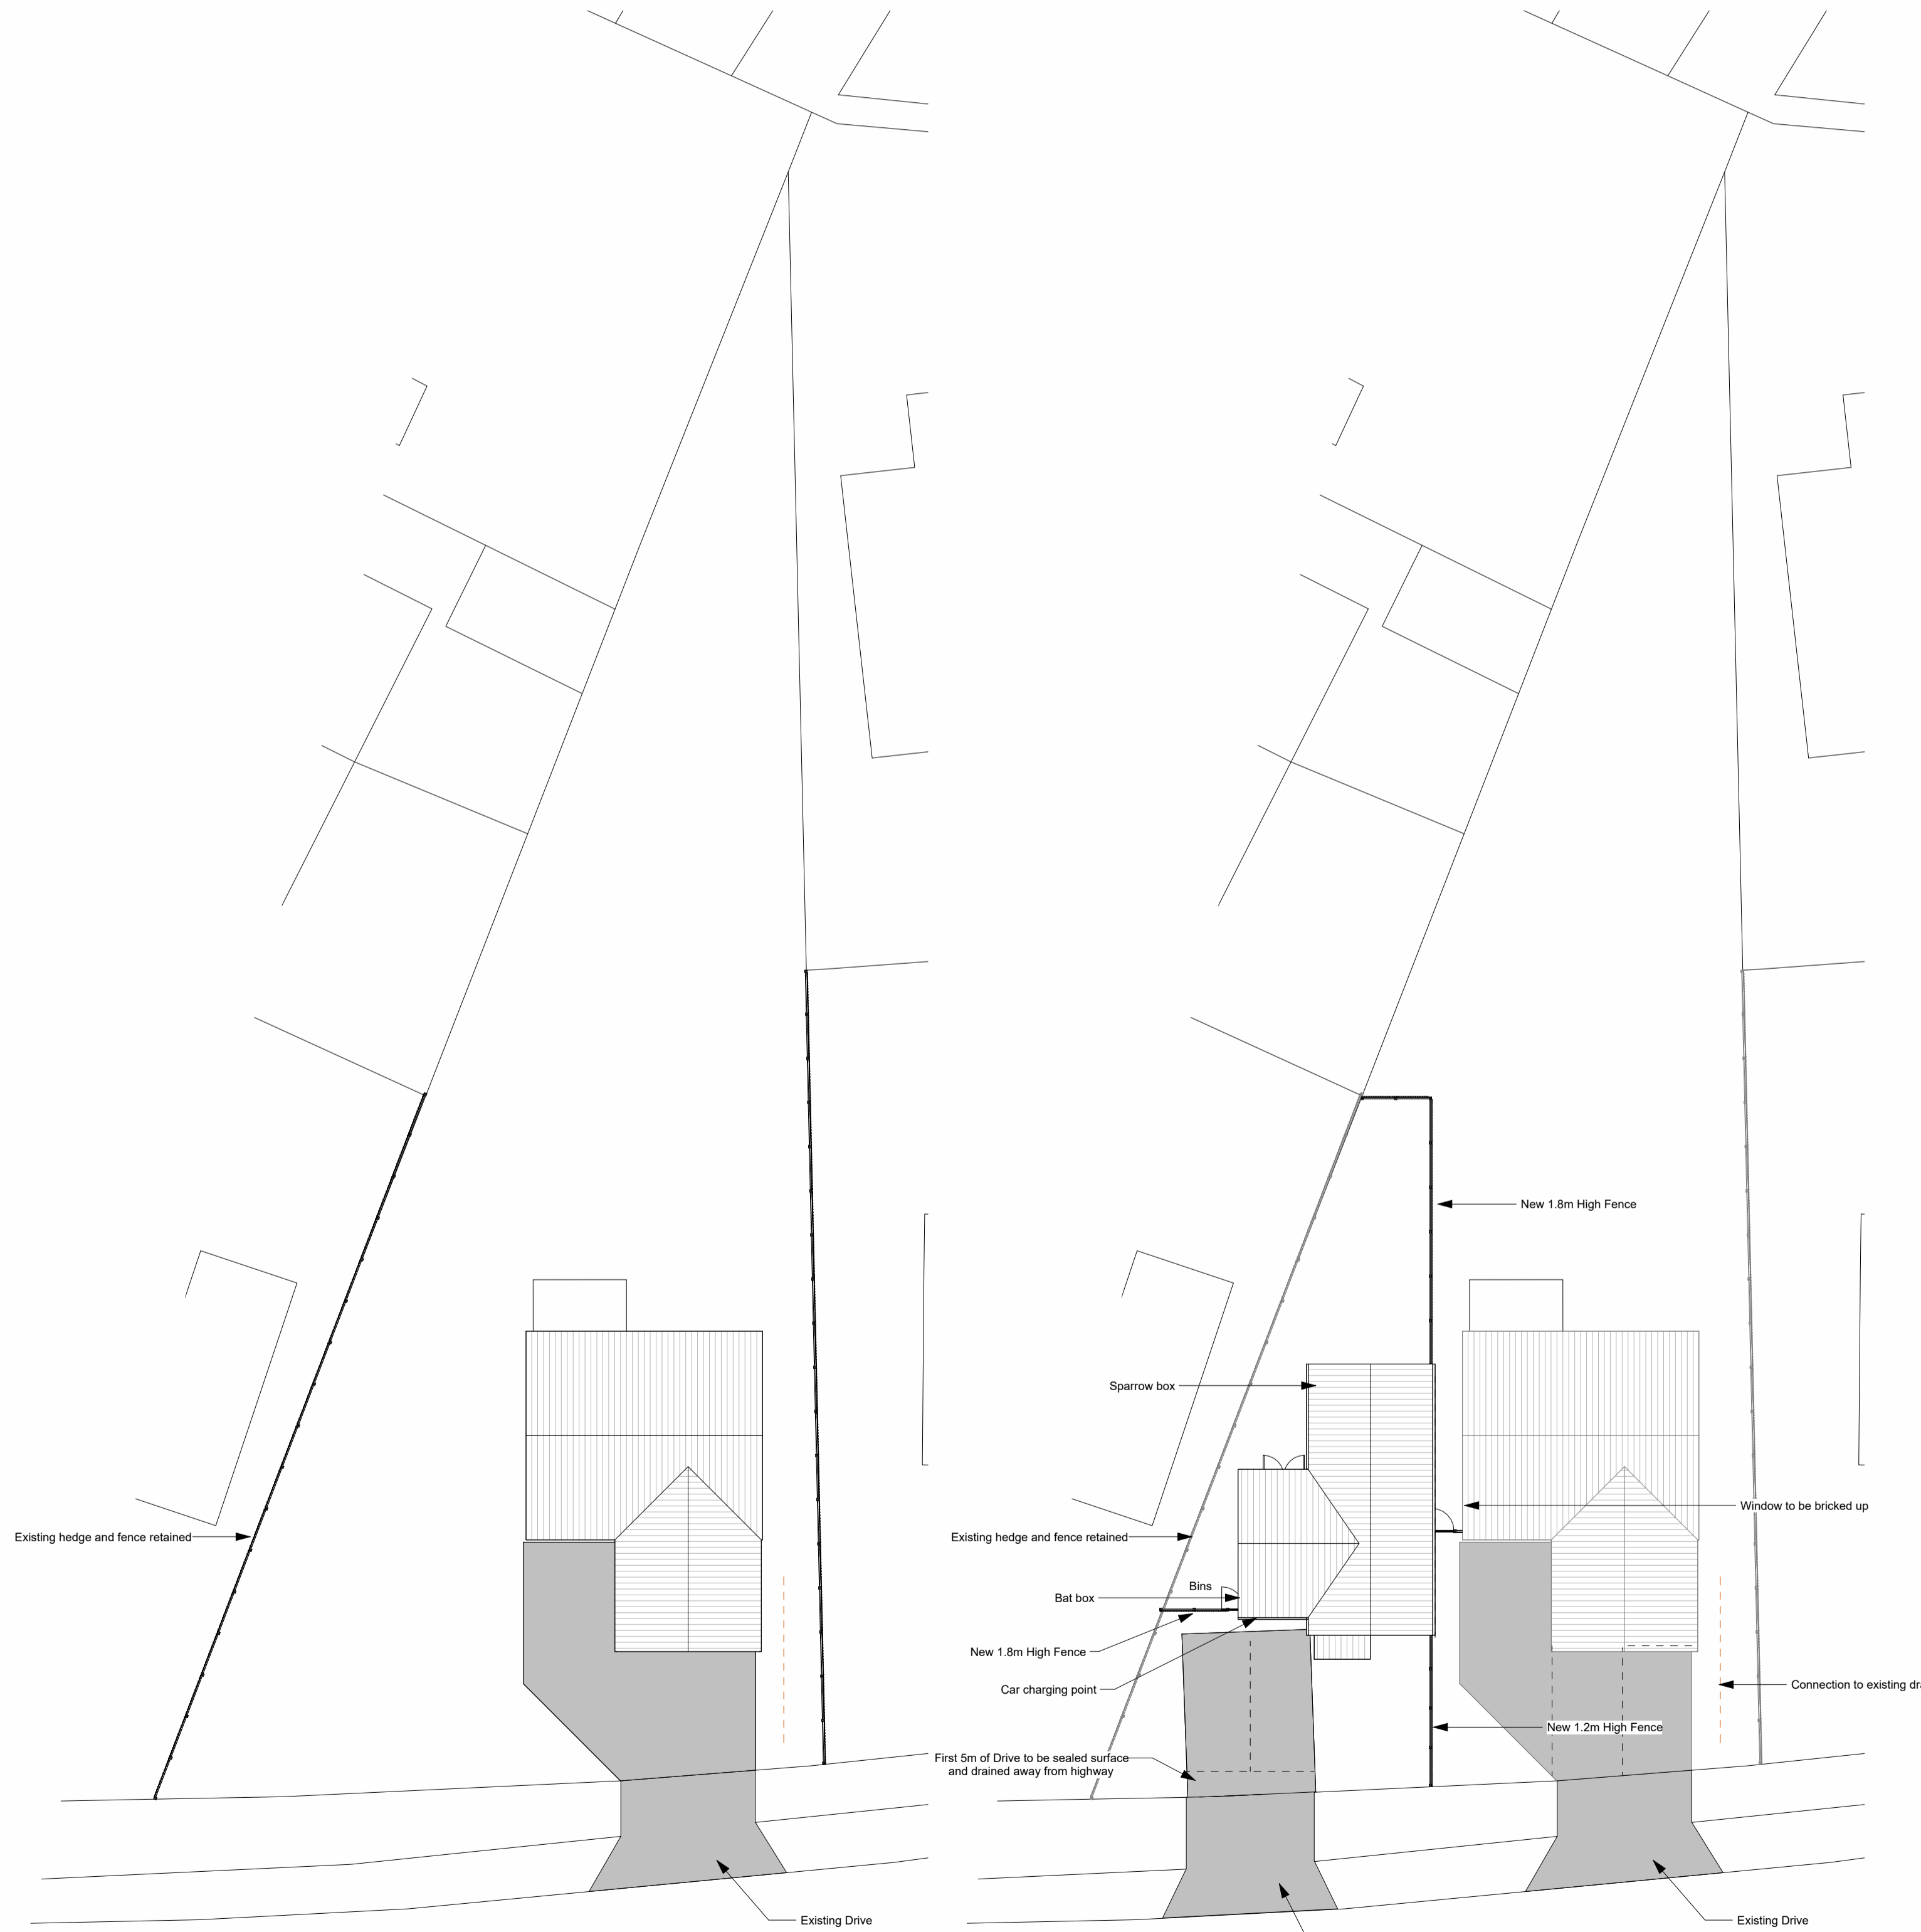 Existing hedge and fence retained
Existing Drive
New 1.8m High Fence
Sparrow box
Window to be bricked up
Existing hedge and fence retained
Bins
Bat box
New 1.8m High Fence
Car charging point
Connection to existing
New 1.2m High Fence
First 5m of Drive to be sealed surface
and drained away from highway
Existing Drive